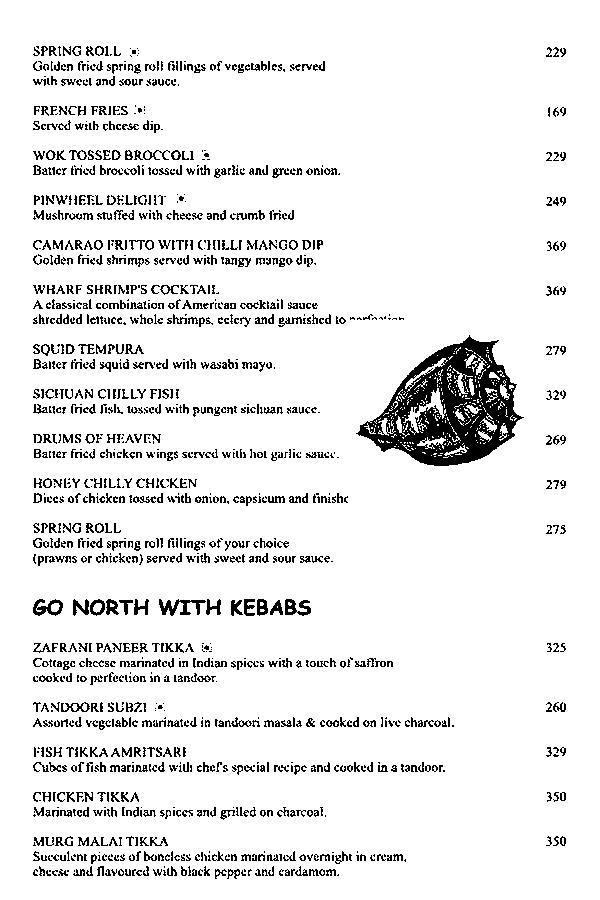 SPRING ROLL 229
Golden fried spring roll fillings of vegetables, served
with sweet and sour sauce.
FRENCH FRIES 169
Served with cheese dip.
WOK TOSSED BROCCOLI 229
Batter fried broccoli tossed with garlic and green onion.
PINWHEEL DELIGHT 249
Mushroom stuffed with cheese and crumb fried
CAMARAO FRITTO WITH CHILLI MANGO DIP 369
Golden fried shrimps served with tangy mango dip.
WHARF SHRIMP'S COCKTAIL 369
A classical combination of American cocktail sauce
shredded lettuce, whole shrimps, celery and garnished to
SQUID TEMPURA 279
Batter fried squid served with wasabi mayo.
SICHUAN CHILLY FISH 329
Batter fried fish, tossed with pungent sichuan sauce.
DRUMS OF HEAVEN 269
Batter fried chicken wings served with hot garlic sauce.
HONEY CHILLY CHICKEN 279
Dices of chicken tossed with onion, capsicum and
SPRING ROLL 275
Golden fried spring roll fillings of your choice
(prawns or chicken) served with sweet and sour sauce.
GO NORTH WITH KEBABS
ZAFRANI PANEER TIKKA 325
Cottage cheese marinated in Indian spices with a touch of saffron
cooked to perfection in a tandoor.
TANDOORI SUBZI 260
Assorted vegetable marinated in tandoori masala & cooked on live charcoal.
FISH TIKKA AMRITSARI 329
Cubes of fish marinated with chef's special recipe and cooked in a tandoor.
CHICKEN TIKKA 350
Marinated with Indian spices and grilled on charcoal.
MURG MALAI TIKKA 350
Succulent pieces of boneless chicken marinated overnight in cream,
cheese and flavoured with black pepper and cardamom.